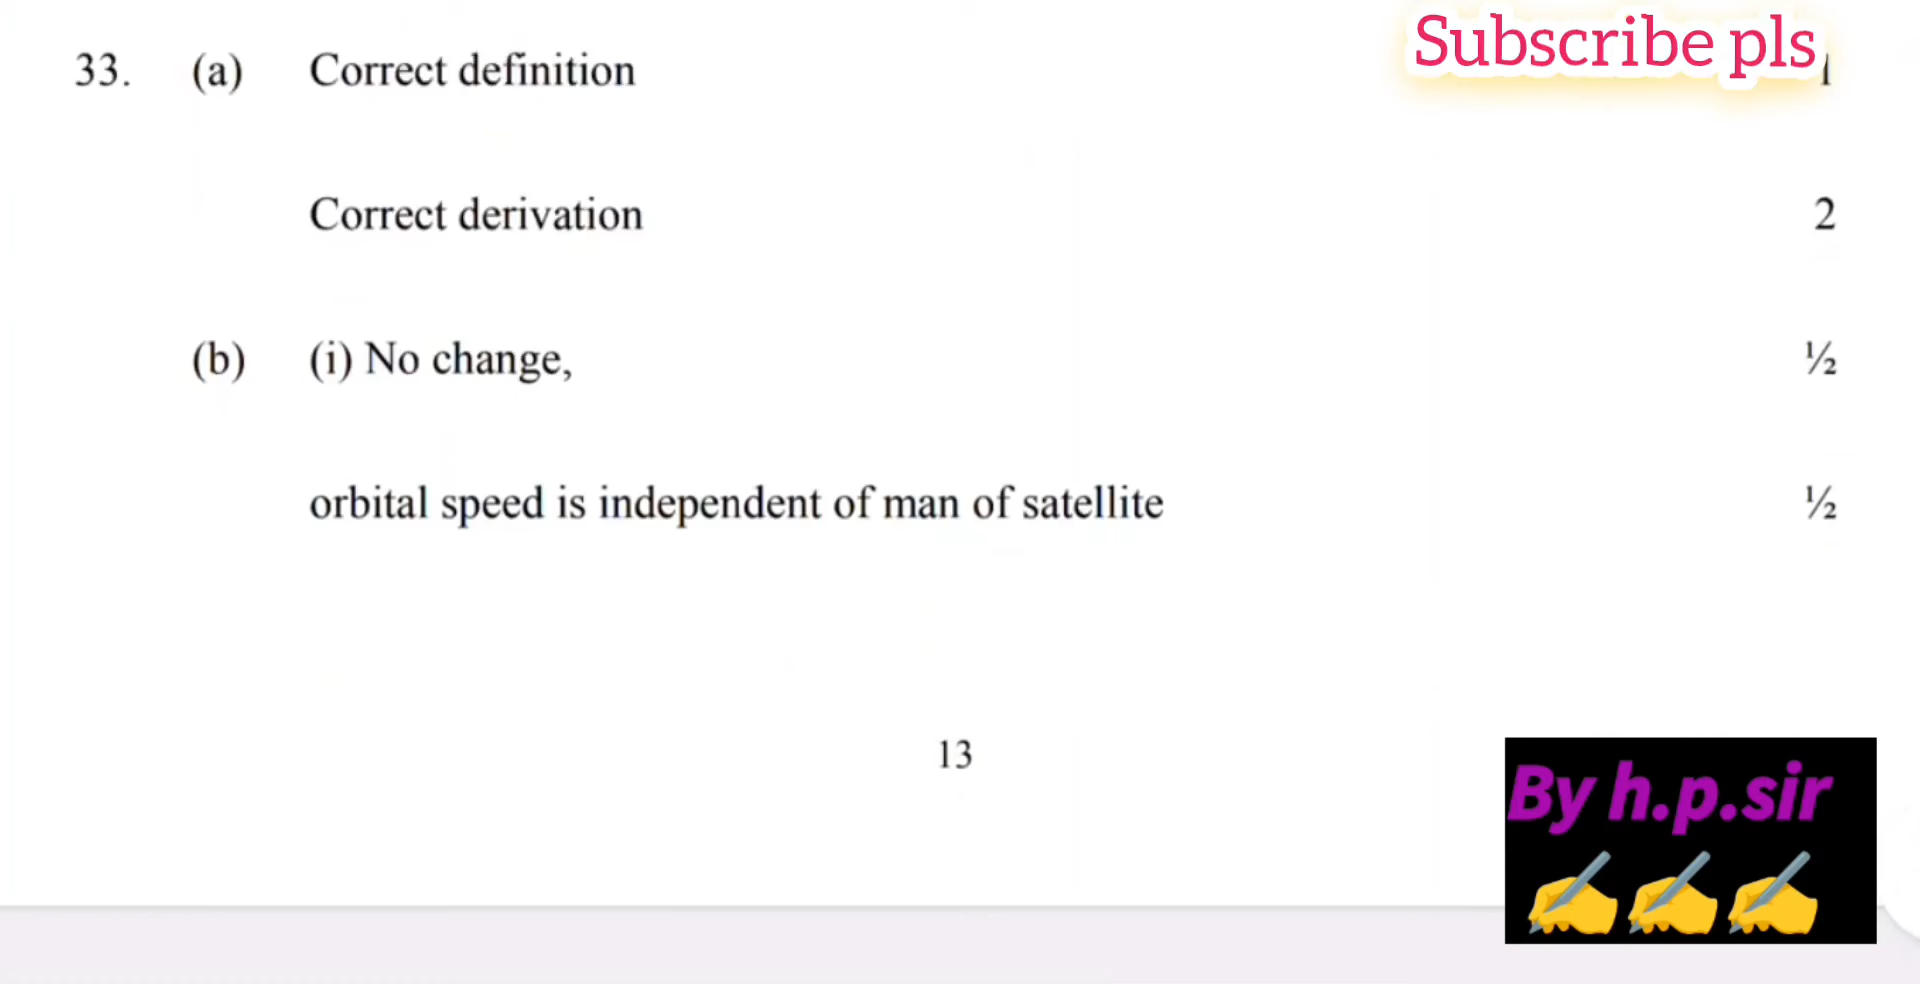 Subscribe pls
33. (a) Correct definition 1
Correct derivation 2
(b) (i) No change, ½
orbital speed is independent of man of satellite ½
13
By h.p.sir